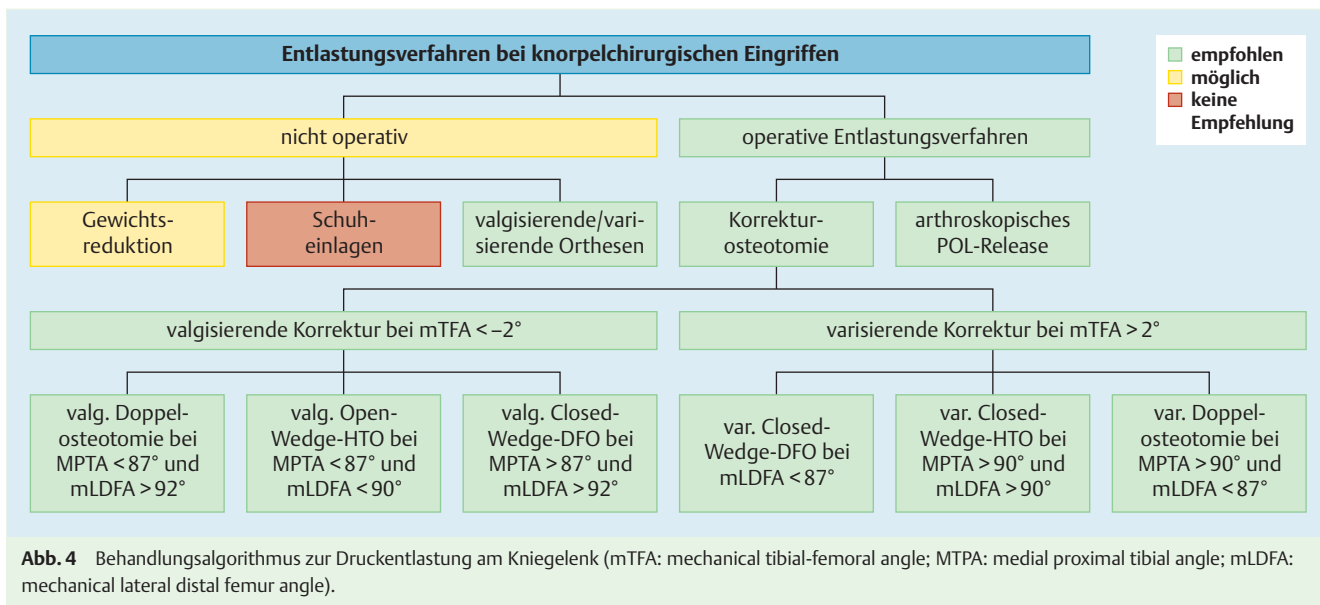 Entlastungsverfahren bei knorpelchirurgischen Eingriffen
empfohlen
möglich
keine
Empfehlung
nicht operativ
operative Entlastungsverfahren
Gewichts-
reduktion
Schuh-
einlagen
valgisierende/vari-
sierende Orthesen
Korrektur-
osteotomie
arthroskopisches
POL-Release
valgisierende Korrektur bei mTFA < –2°
varisierende Korrektur bei mTFA > 2°
valg. Doppel-
osteotomie bei
MPTA < 87° und
mLDFA > 92°
valg. Open-
Wedge-HTO bei
MPTA < 87° und
mLDFA < 90°
valg. Closed-
Wedge-DFO bei
MPTA > 87° und
mLDFA > 92°
var. Closed-
Wedge-DFO bei
mLDFA < 87°
var. Closed-
Wedge-HTO bei
MPTA > 90° und
mLDFA > 90°
var. Doppel-
osteotomie bei
MPTA > 90° und
mLDFA < 87°
Abb. 4 Behandlungsalgorithmus zur Druckentlastung am Kniegelenk (mTFA: mechanical tibial-femoral angle; MTPA: medial proximal tibial angle; mLDFA:
mechanical lateral distal femur angle).